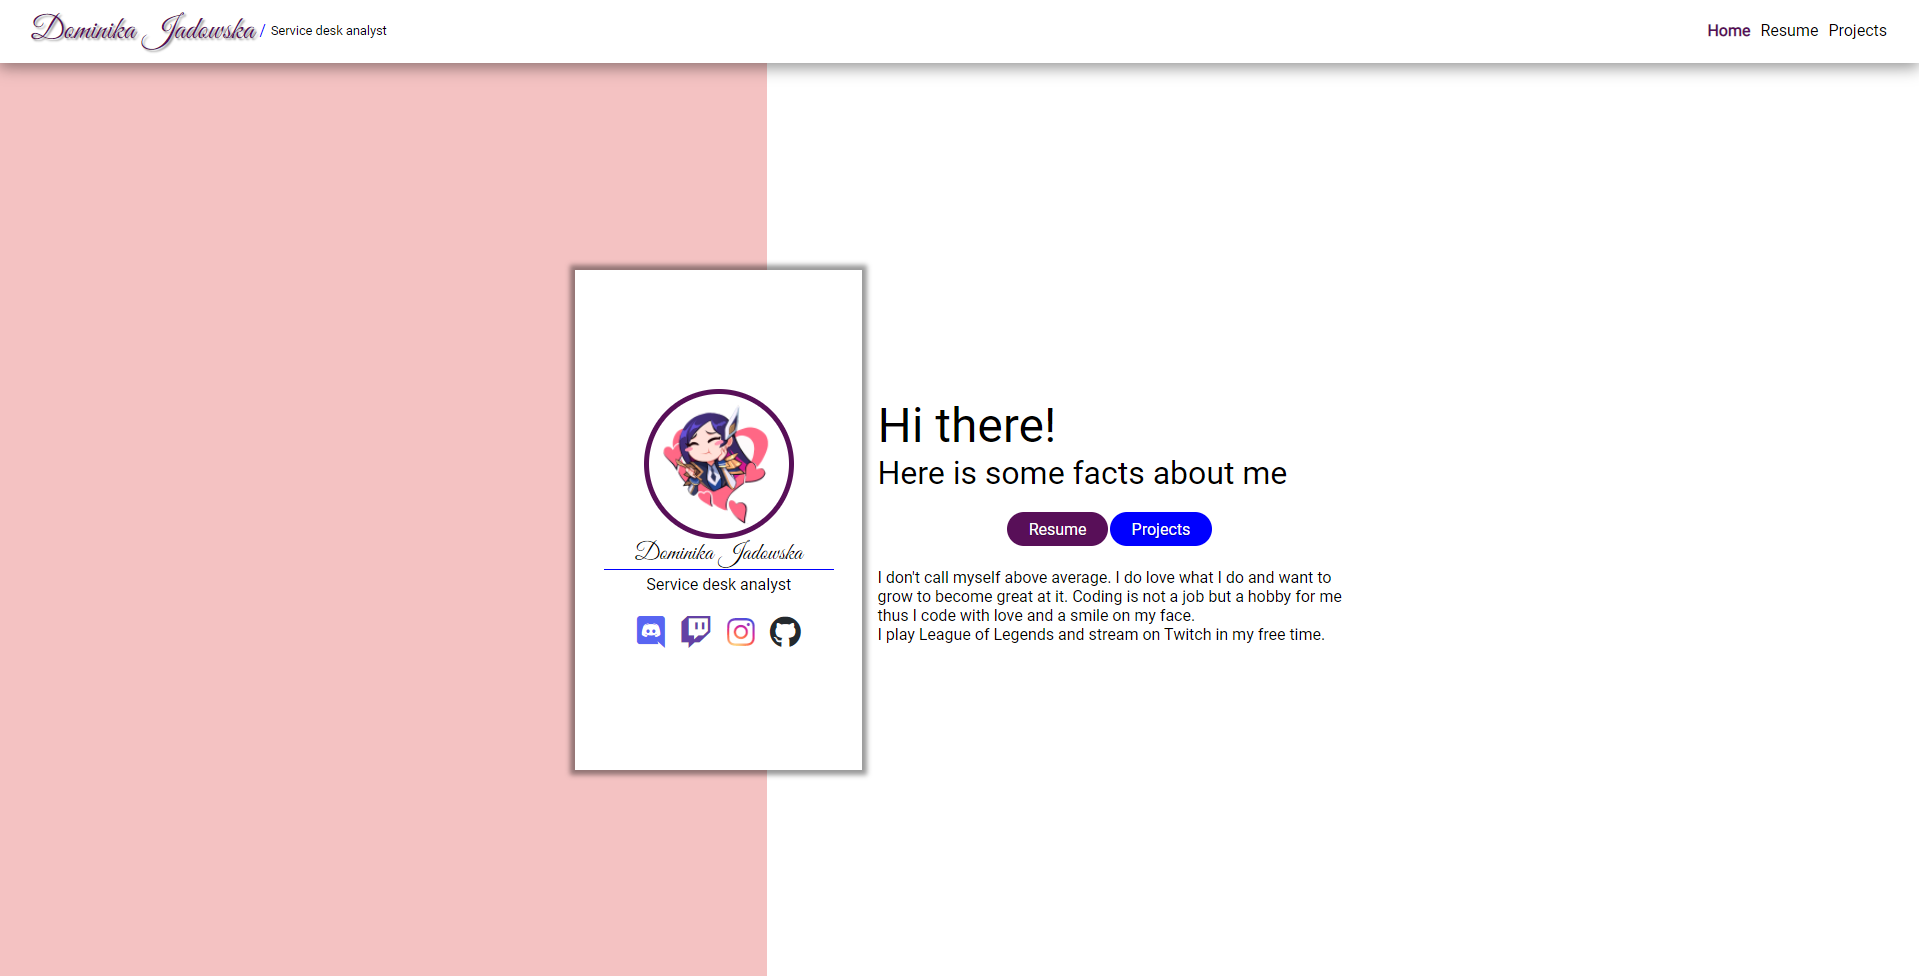 Dominika Jadowska / Service desk analyst
Home Resume Projects
Dominika Jadowska
Service desk analyst
Hi there!
Here is some facts about me
Resume Projects
I don't call myself above average. I do love what I do and want to
grow to become great at it. Coding is not a job but a hobby for me
thus I code with love and a smile on my face.
I play League of Legends and stream on Twitch in my free time.